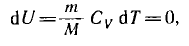 dU = m/M C_V dT = 0,